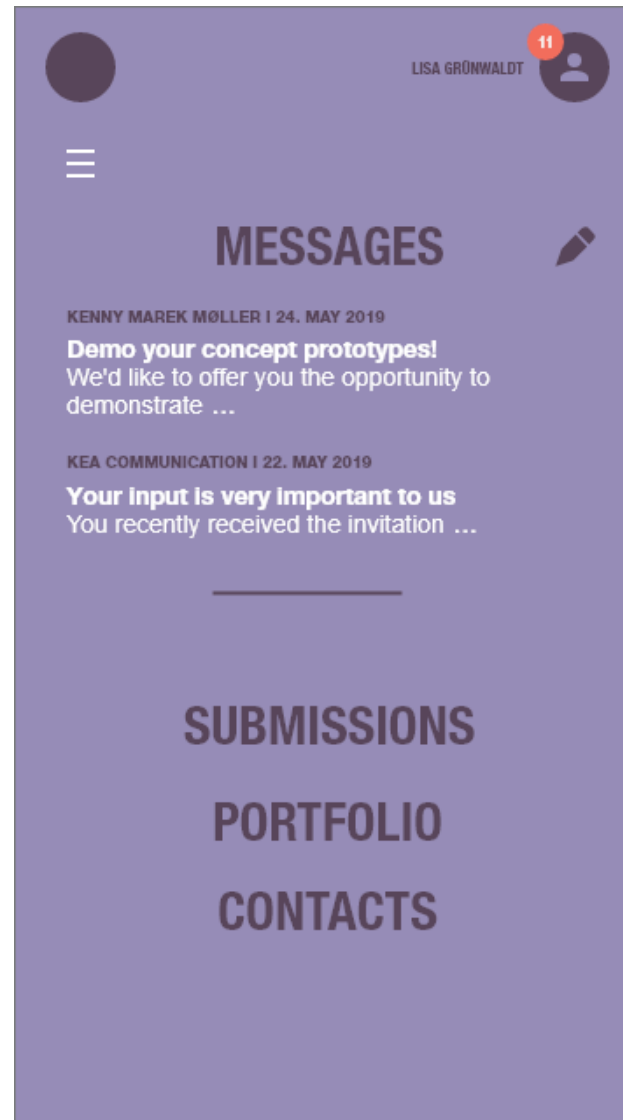 11
LISA GRÜNWALDT
MESSAGES
KENNY MAREK MØLLER I 24. MAY 2019
Demo your concept prototypes!
We'd like to offer you the opportunity to
demonstrate ...
KEA COMMUNICATION I 22. MAY 2019
Your input is very important to us
You recently received the invitation ...
SUBMISSIONS
PORTFOLIO
CONTACTS